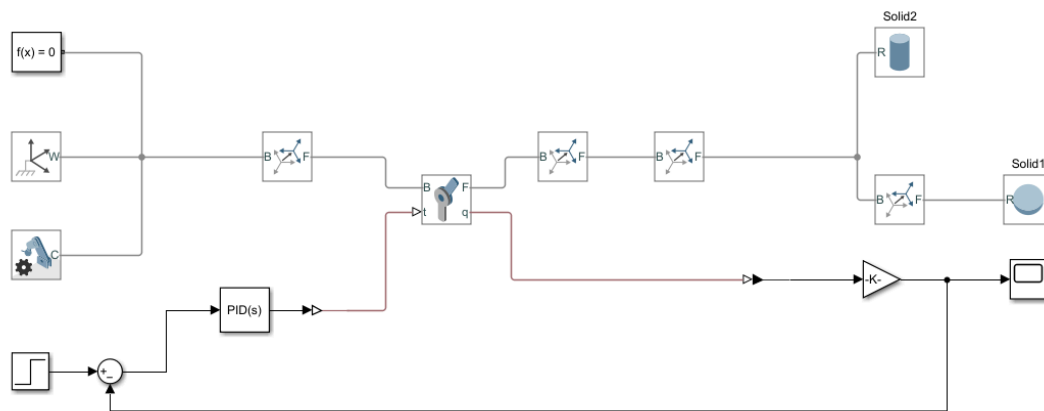 Solid2
f(x) = 0
R
W
B F
B F
B F
Solid1
B F
t q
B F
R
C
PID(s)
-K-
+
−